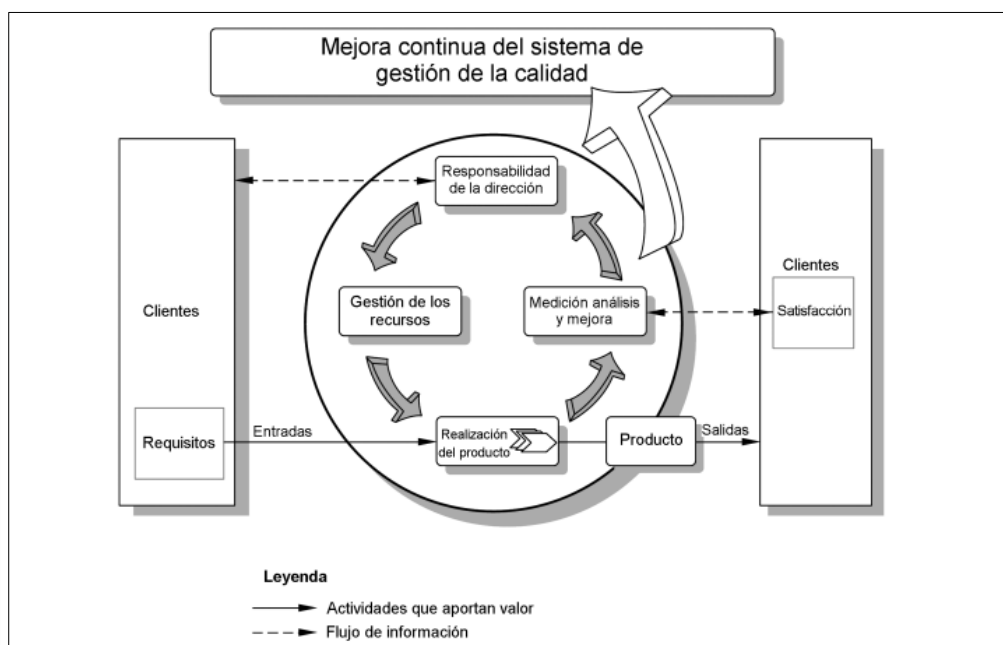 Mejora continua del sistema de
gestión de la calidad
Responsabilidad
de la dirección
Clientes
Gestión de los
recursos
Medición análisis
y mejora
Clientes
Satisfacción
Requisitos
Entradas
Realización
del producto
Producto
Salidas
Leyenda
Actividades que aportan valor
Flujo de información